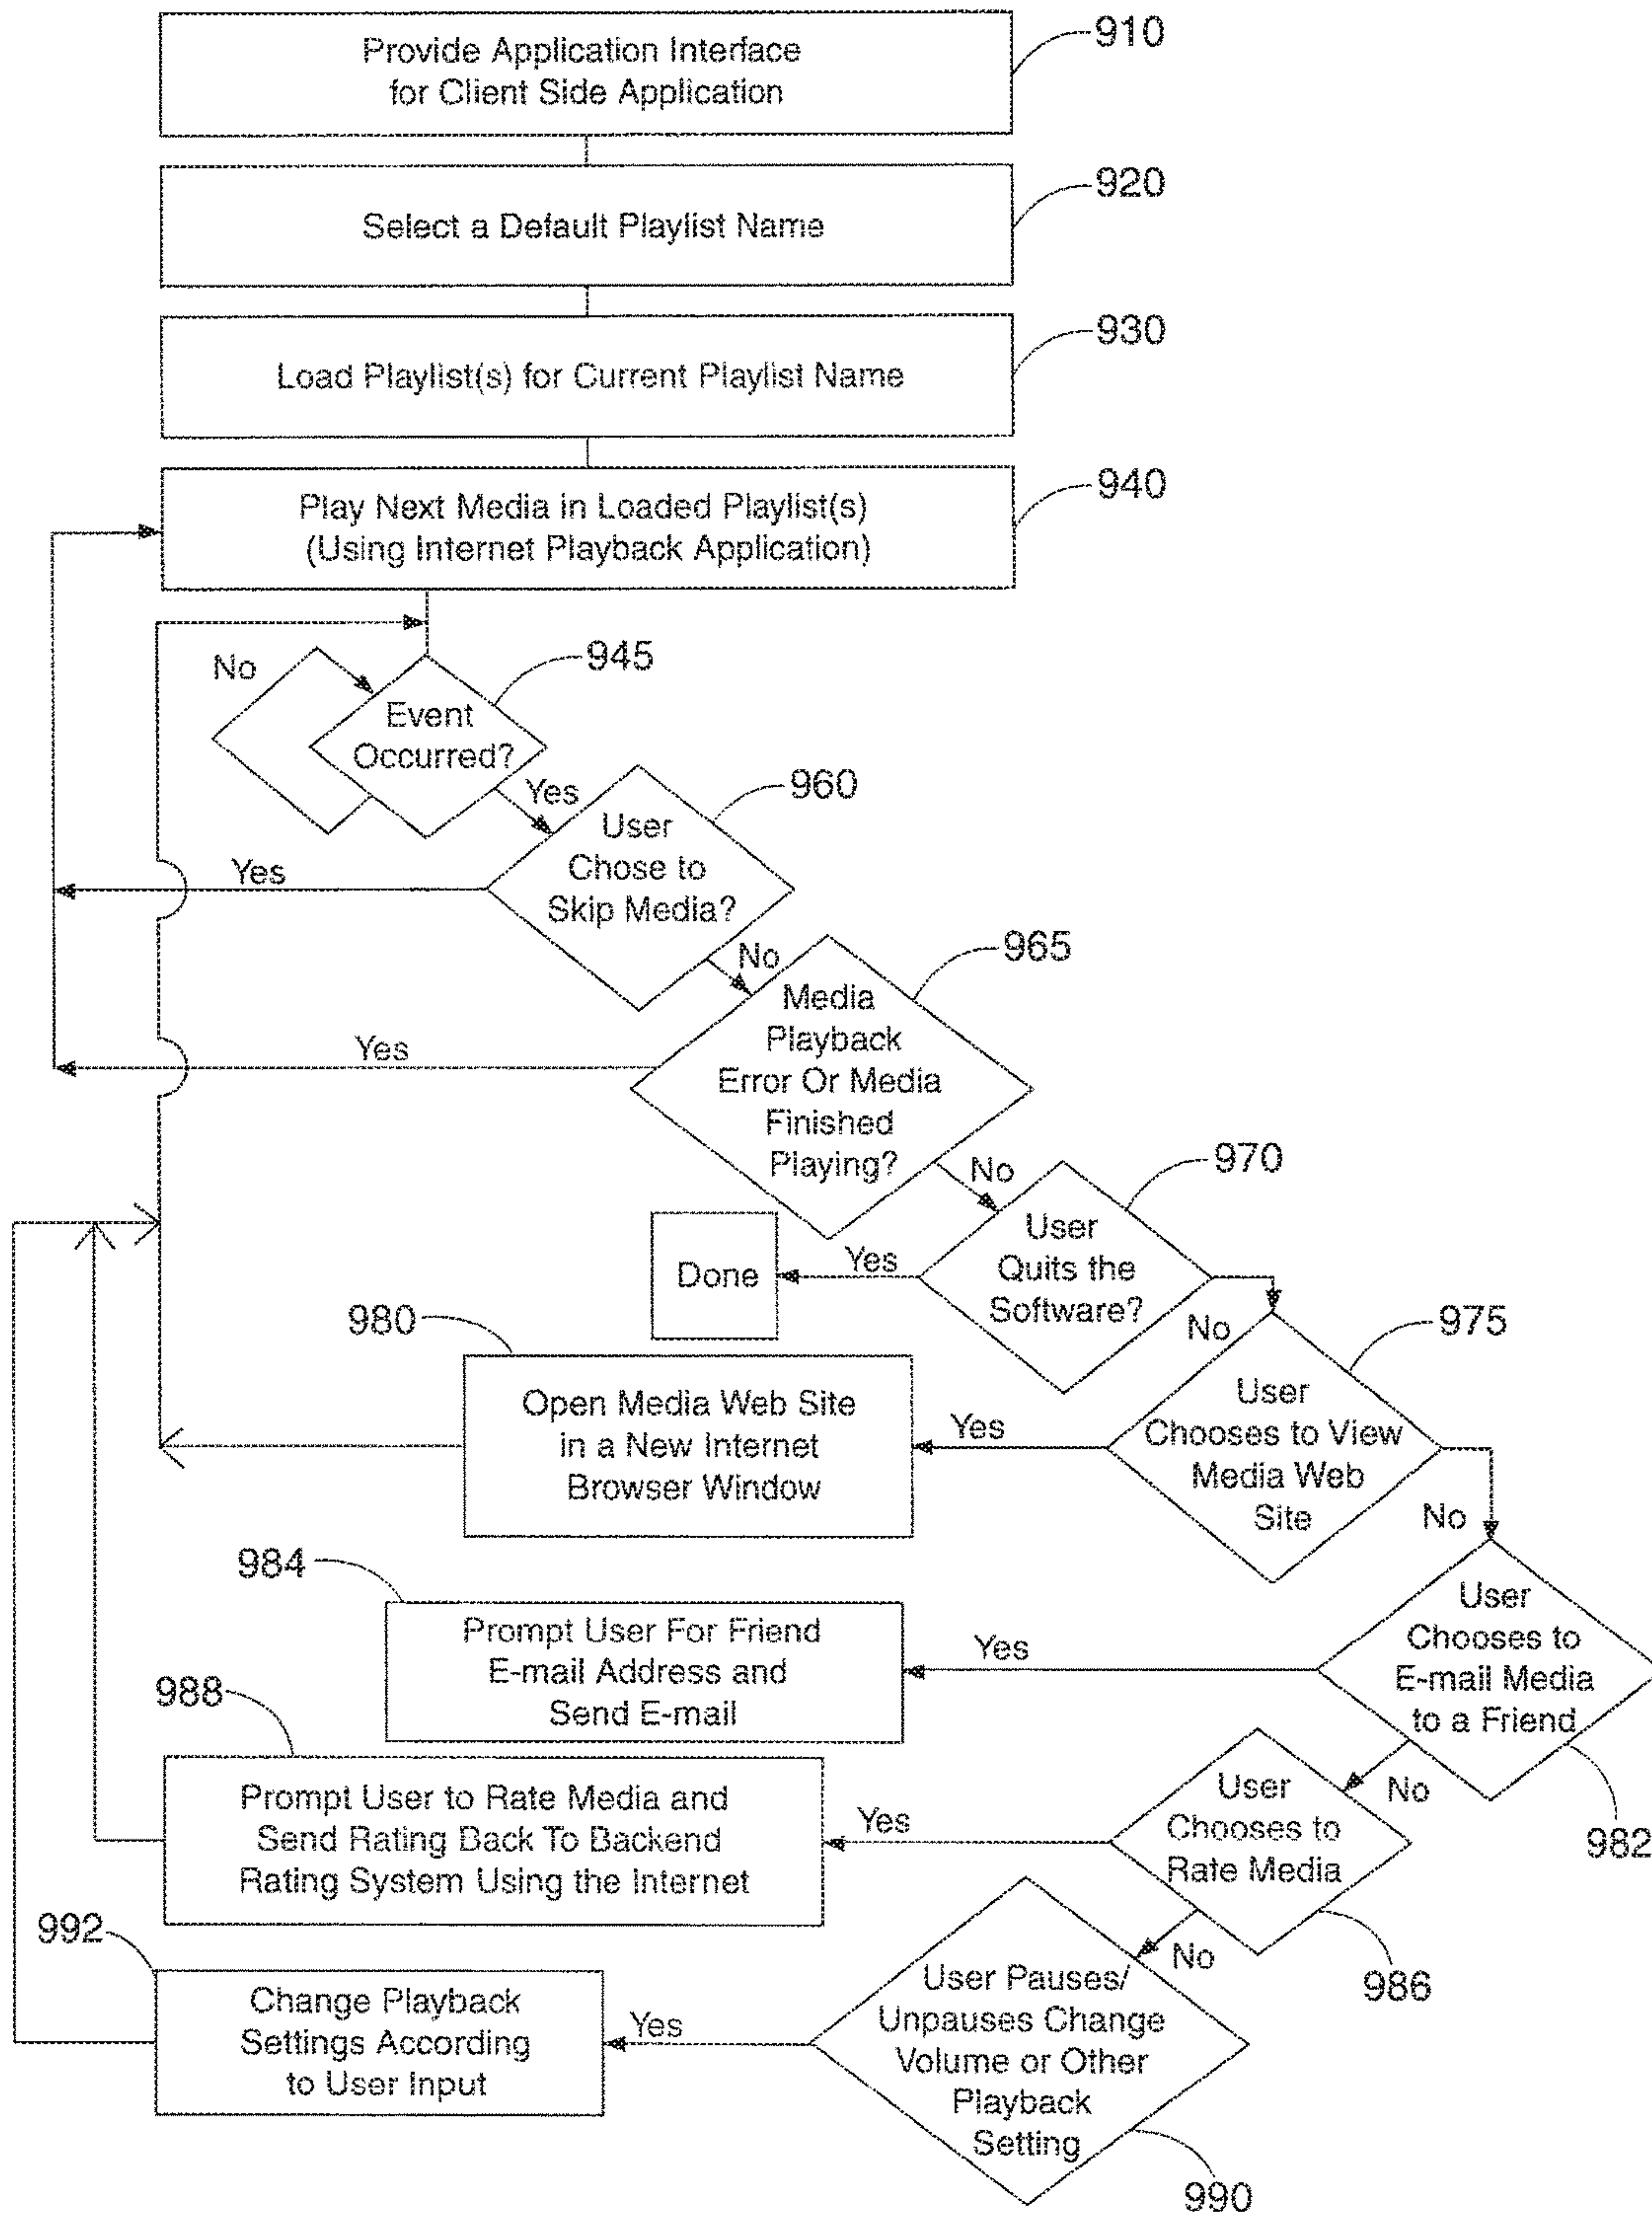 Provide Application Interface
for Client Side Application
910
Select a Default Playlist Name
920
Load Playlist(s) for Current Playlist Name
930
Play Next Media in Loaded Playlist(s)
(Using Internet Playback Application)
940
Event
Occurred?
945
No
Yes
User
Chose to
Skip Media?
960
Yes
No
Media
Playback
Error Or Media
Finished
Playing?
965
Yes
No
User
Quits the
Software?
970
Yes
Done
No
User
Chooses to View
Media Web
Site
975
Yes
980
Open Media Web Site
in a New Internet
Browser Window
No
User
Chooses to
E-mail Media
to a Friend
982
Yes
984
Prompt User For Friend
E-mail Address and
Send E-mail
No
User
Chooses to
Rate Media
986
Yes
988
Prompt User to Rate Media and
Send Rating Back To Backend
Rating System Using the Internet
No
User Pauses/
Unpauses Change
Volume or Other
Playback
Setting
990
Yes
992
Change Playback
Settings According
to User Input